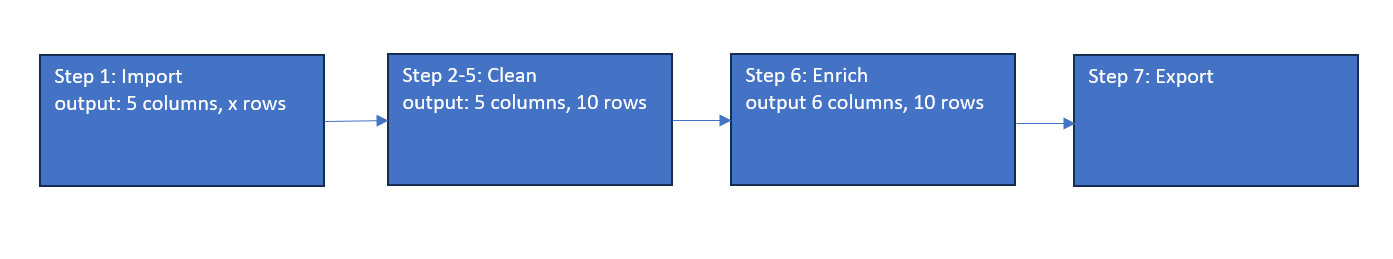 Step 1: Import
output: 5 columns, x rows
Step 2-5: Clean
output: 5 columns, 10 rows
Step 6: Enrich
output 6 columns, 10 rows
Step 7: Export